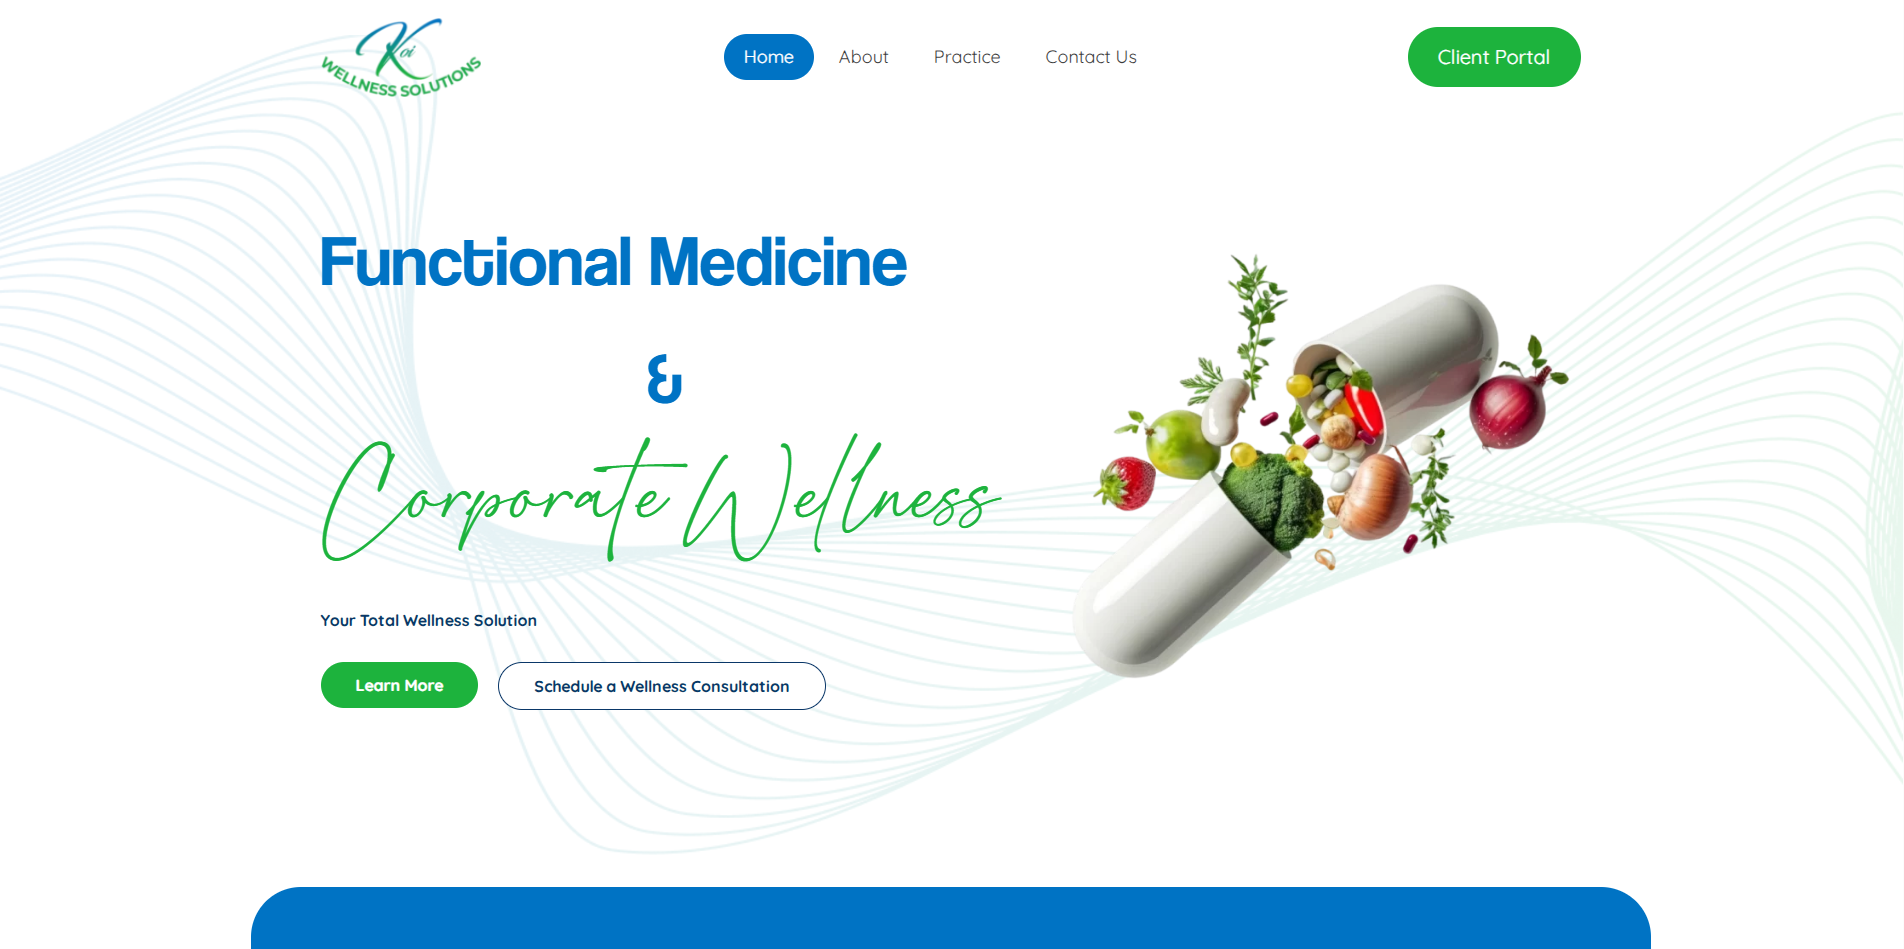 Koi
WELLNESS SOLUTIONS
Home About Practice Contact Us
Client Portal
Functional Medicine
&
Corporate Wellness
Your Total Wellness Solution
Learn More
Schedule a Wellness Consultation